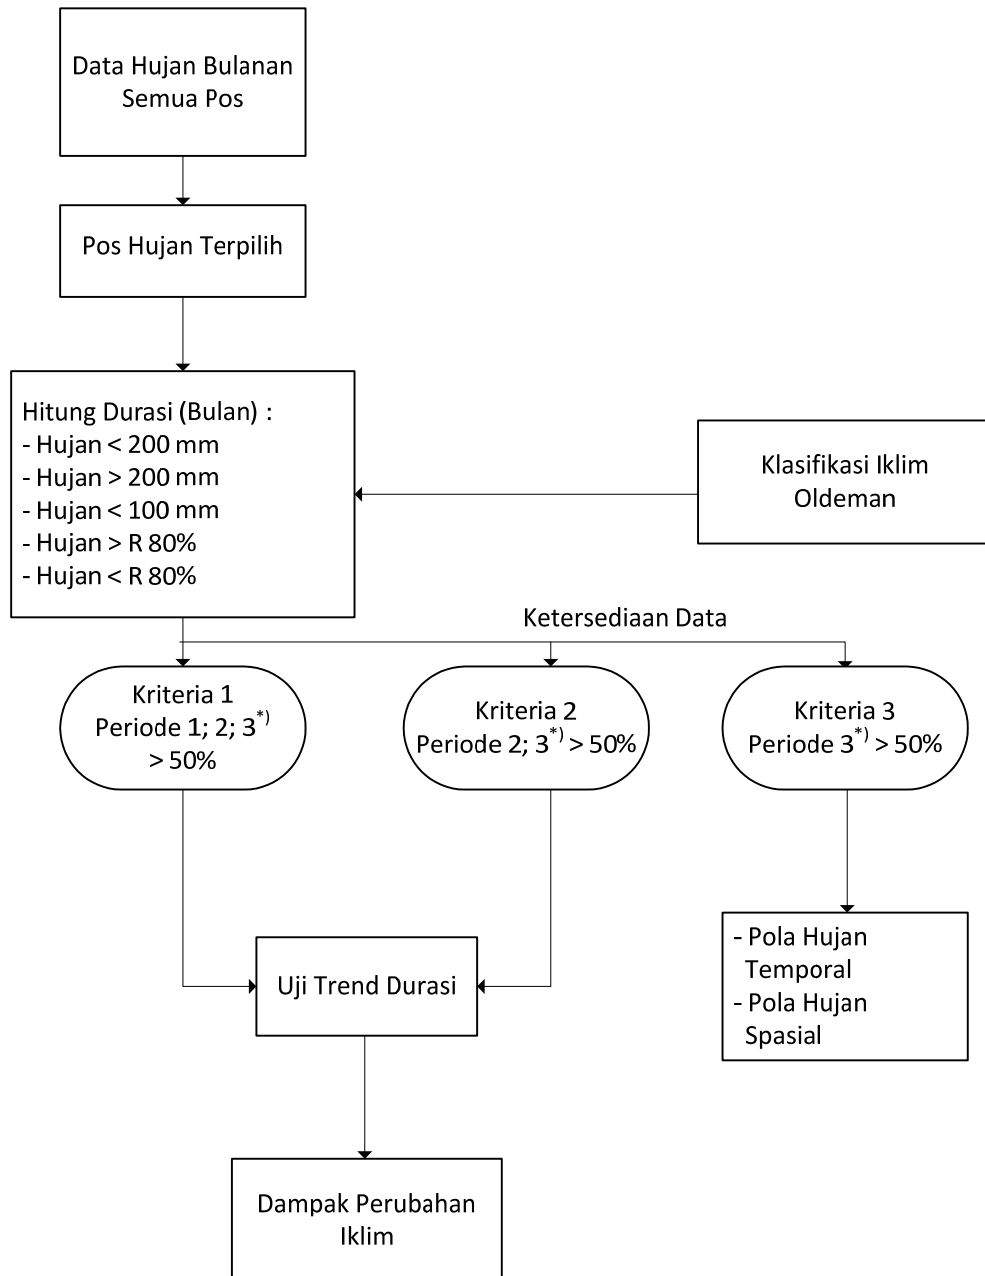 Data Hujan Bulanan
Semua Pos
Pos Hujan Terpilih
Hitung Durasi (Bulan) :
- Hujan < 200 mm
- Hujan > 200 mm
- Hujan < 100 mm
- Hujan > R 80%
- Hujan < R 80%
Klasifikasi Iklim
Oldeman
Ketersediaan Data
Kriteria 1
Periode 1; 2; 3*)
> 50%
Kriteria 2
Periode 2; 3*) > 50%
Kriteria 3
Periode 3*) > 50%
Uji Trend Durasi
- Pola Hujan
Temporal
- Pola Hujan
Spasial
Dampak Perubahan
Iklim